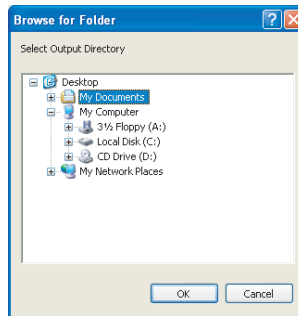 Browse for Folder
Select Output Directory
Desktop
My Documents
My Computer
3½ Floppy (A:)
Local Disk (C:)
CD Drive (D:)
My Network Places
OK
Cancel